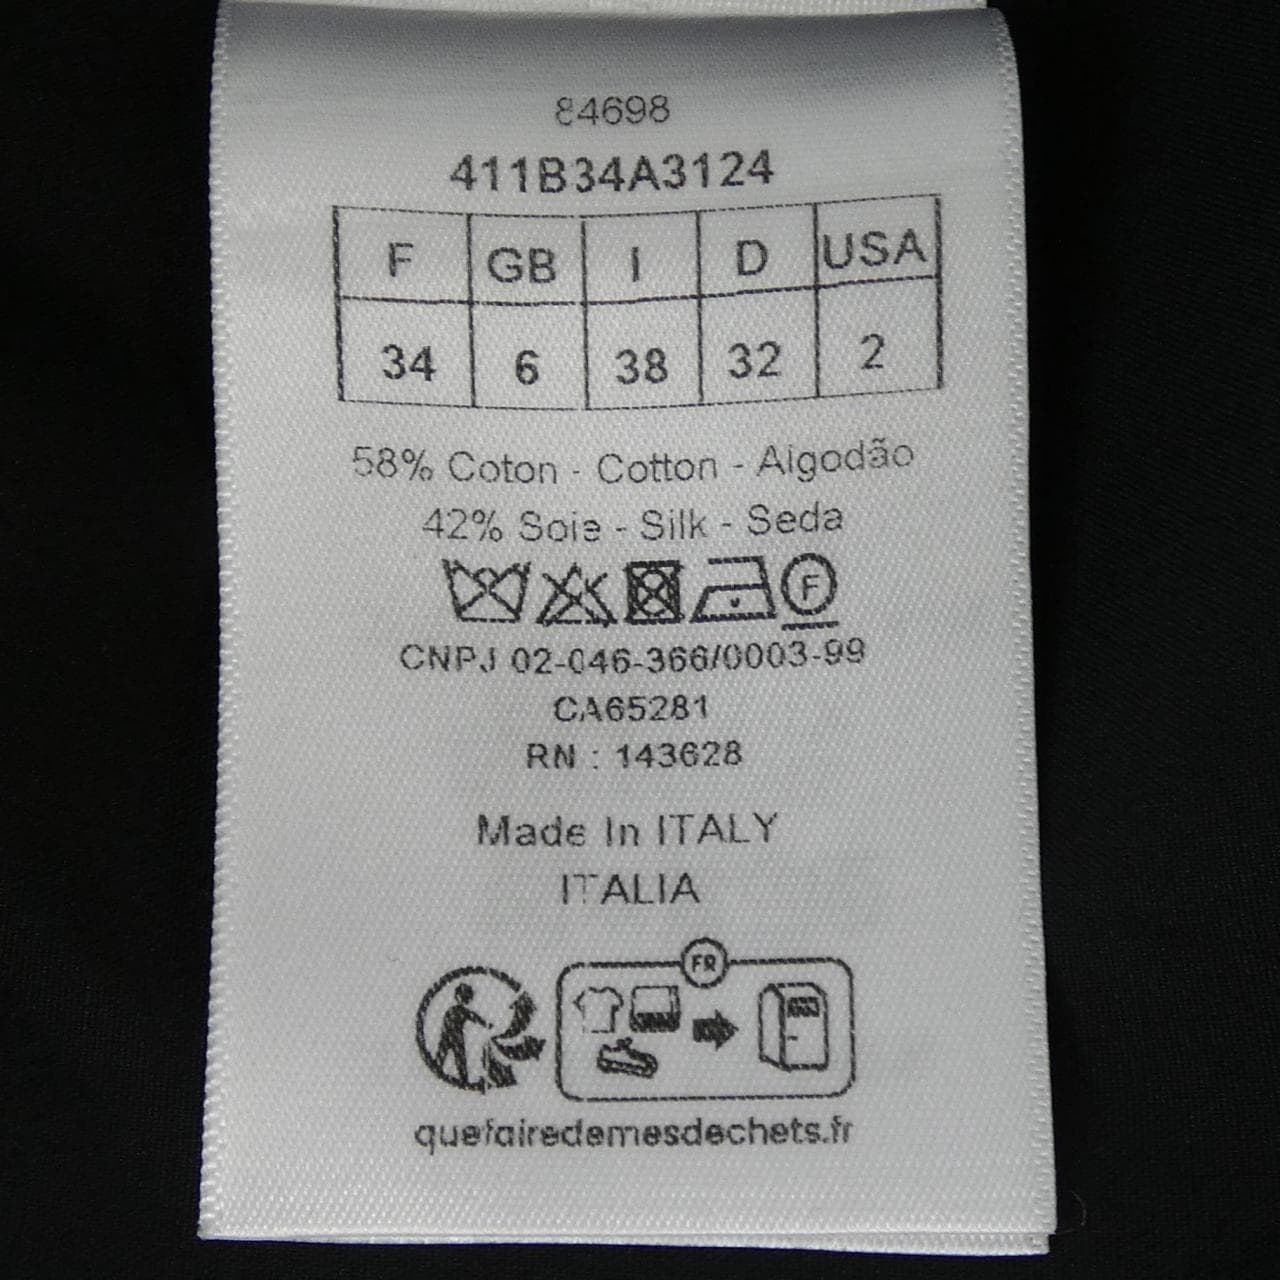 84698
411B34A3124
F GB I D USA
34 6 38 32 2
58% Coton - Cotton - Algodão
42% Soie - Silk - Seda
F
CNPJ 02-046-366/0003-99
CA65281
RN : 143628
Made In ITALY
ITALIA
FR
quefairedemesdechets.fr